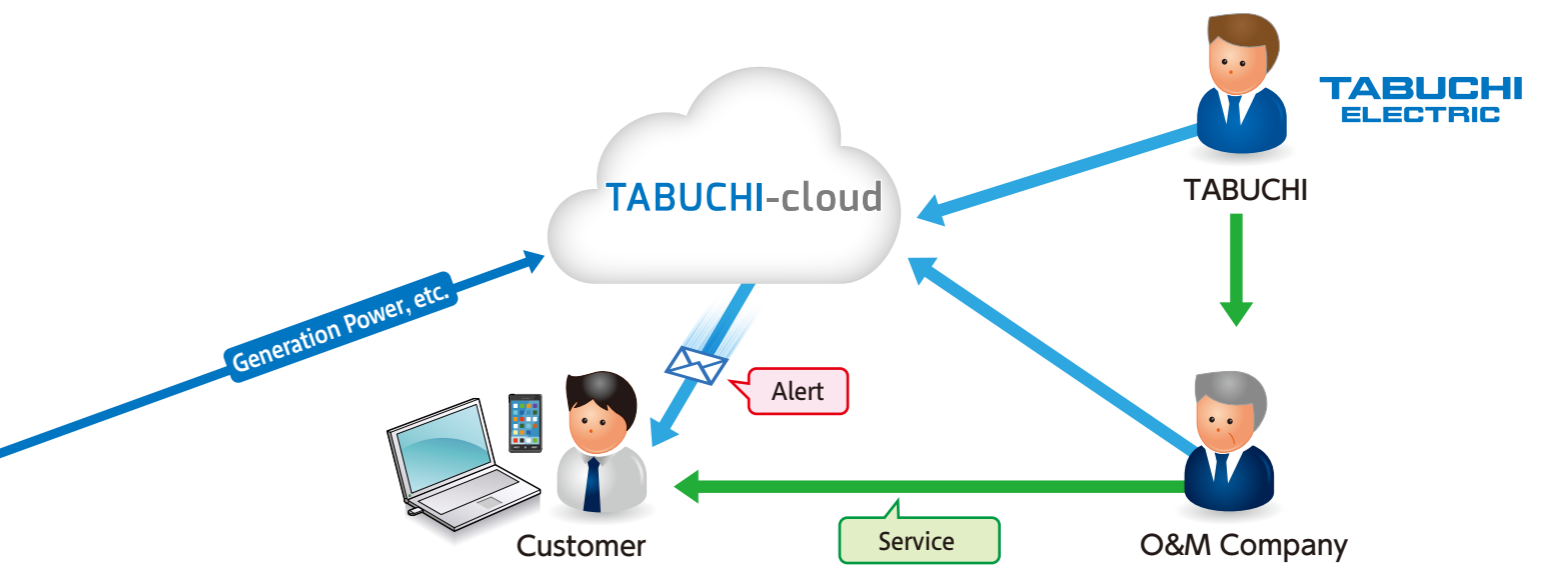 TABUCHI
ELECTRIC
TABUCHI-cloud
TABUCHI
Generation Power, etc.
Alert
Service
Customer
O&M Company